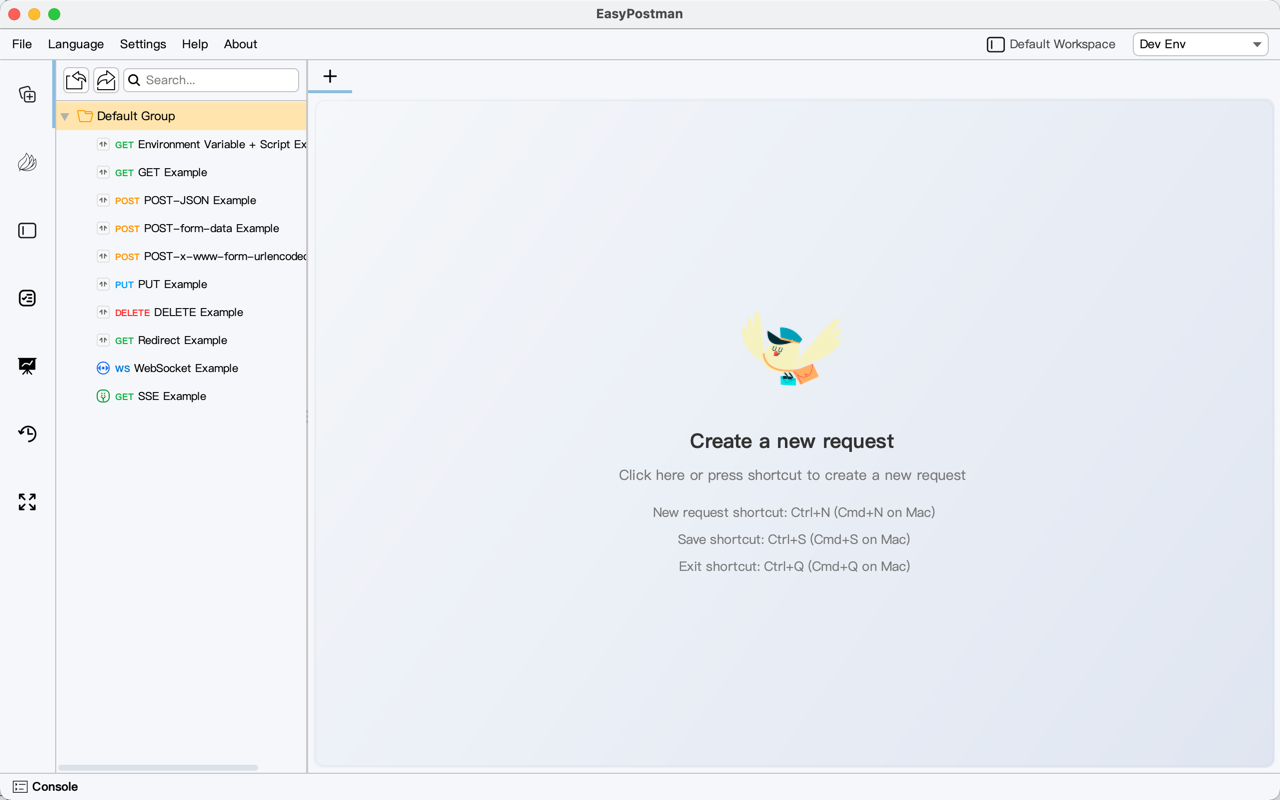 EasyPostman
File Language Settings Help About
Default Workspace
Dev Env
Search...
Default Group
GET Environment Variable + Script Ex
GET GET Example
POST POST-JSON Example
POST POST-form-data Example
POST POST-x-www-form-urlencoded
PUT PUT Example
DELETE DELETE Example
GET Redirect Example
WS WebSocket Example
GET SSE Example
Create a new request
Click here or press shortcut to create a new request
New request shortcut: Ctrl+N (Cmd+N on Mac)
Save shortcut: Ctrl+S (Cmd+S on Mac)
Exit shortcut: Ctrl+Q (Cmd+Q on Mac)
Console